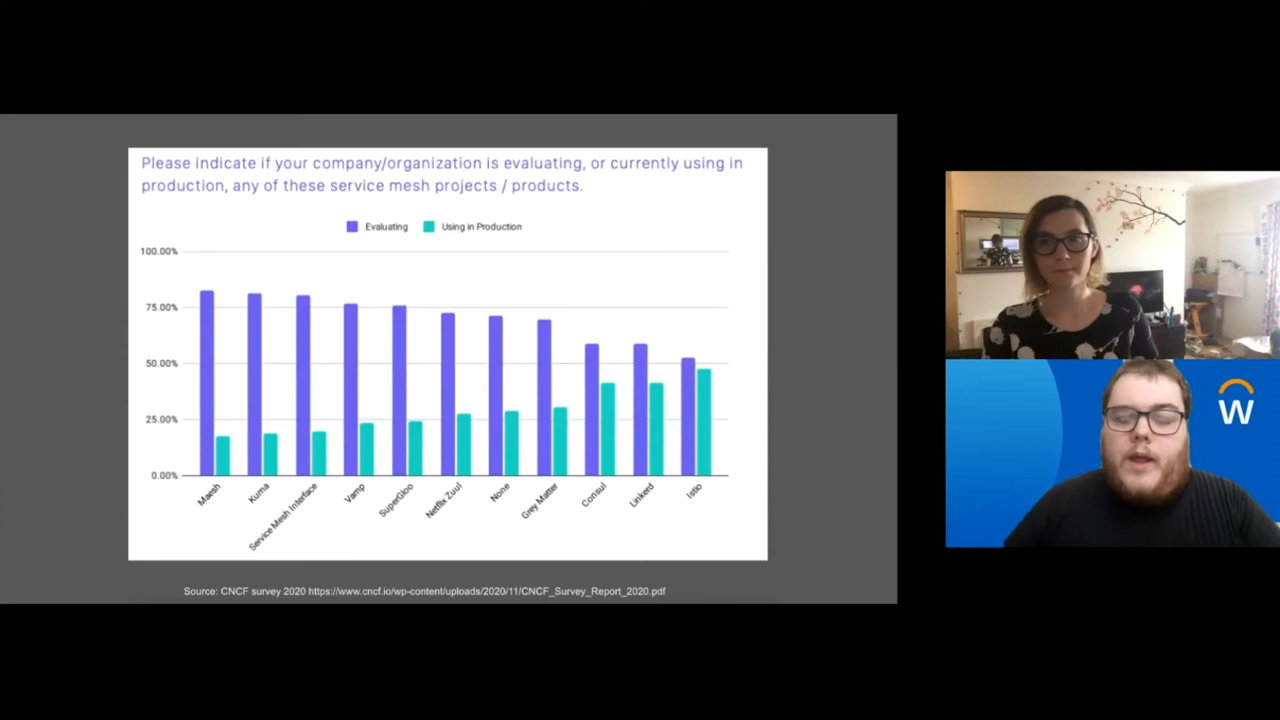 Please indicate if your company/organization is evaluating, or currently using in
production, any of these service mesh projects / products.
Evaluating
Using in Production
100.00%
75.00%
50.00%
25.00%
0.00%
Maesh
Kuma
Service Mesh Interface
Vamp
SuperGloo
Netflix Zuul
None
Grey Matter
Consul
Linkerd
Istio
Source: CNCF survey 2020 https://www.cncf.io/wp-content/uploads/2020/11/CNCF_Survey_Report_2020.pdf
W